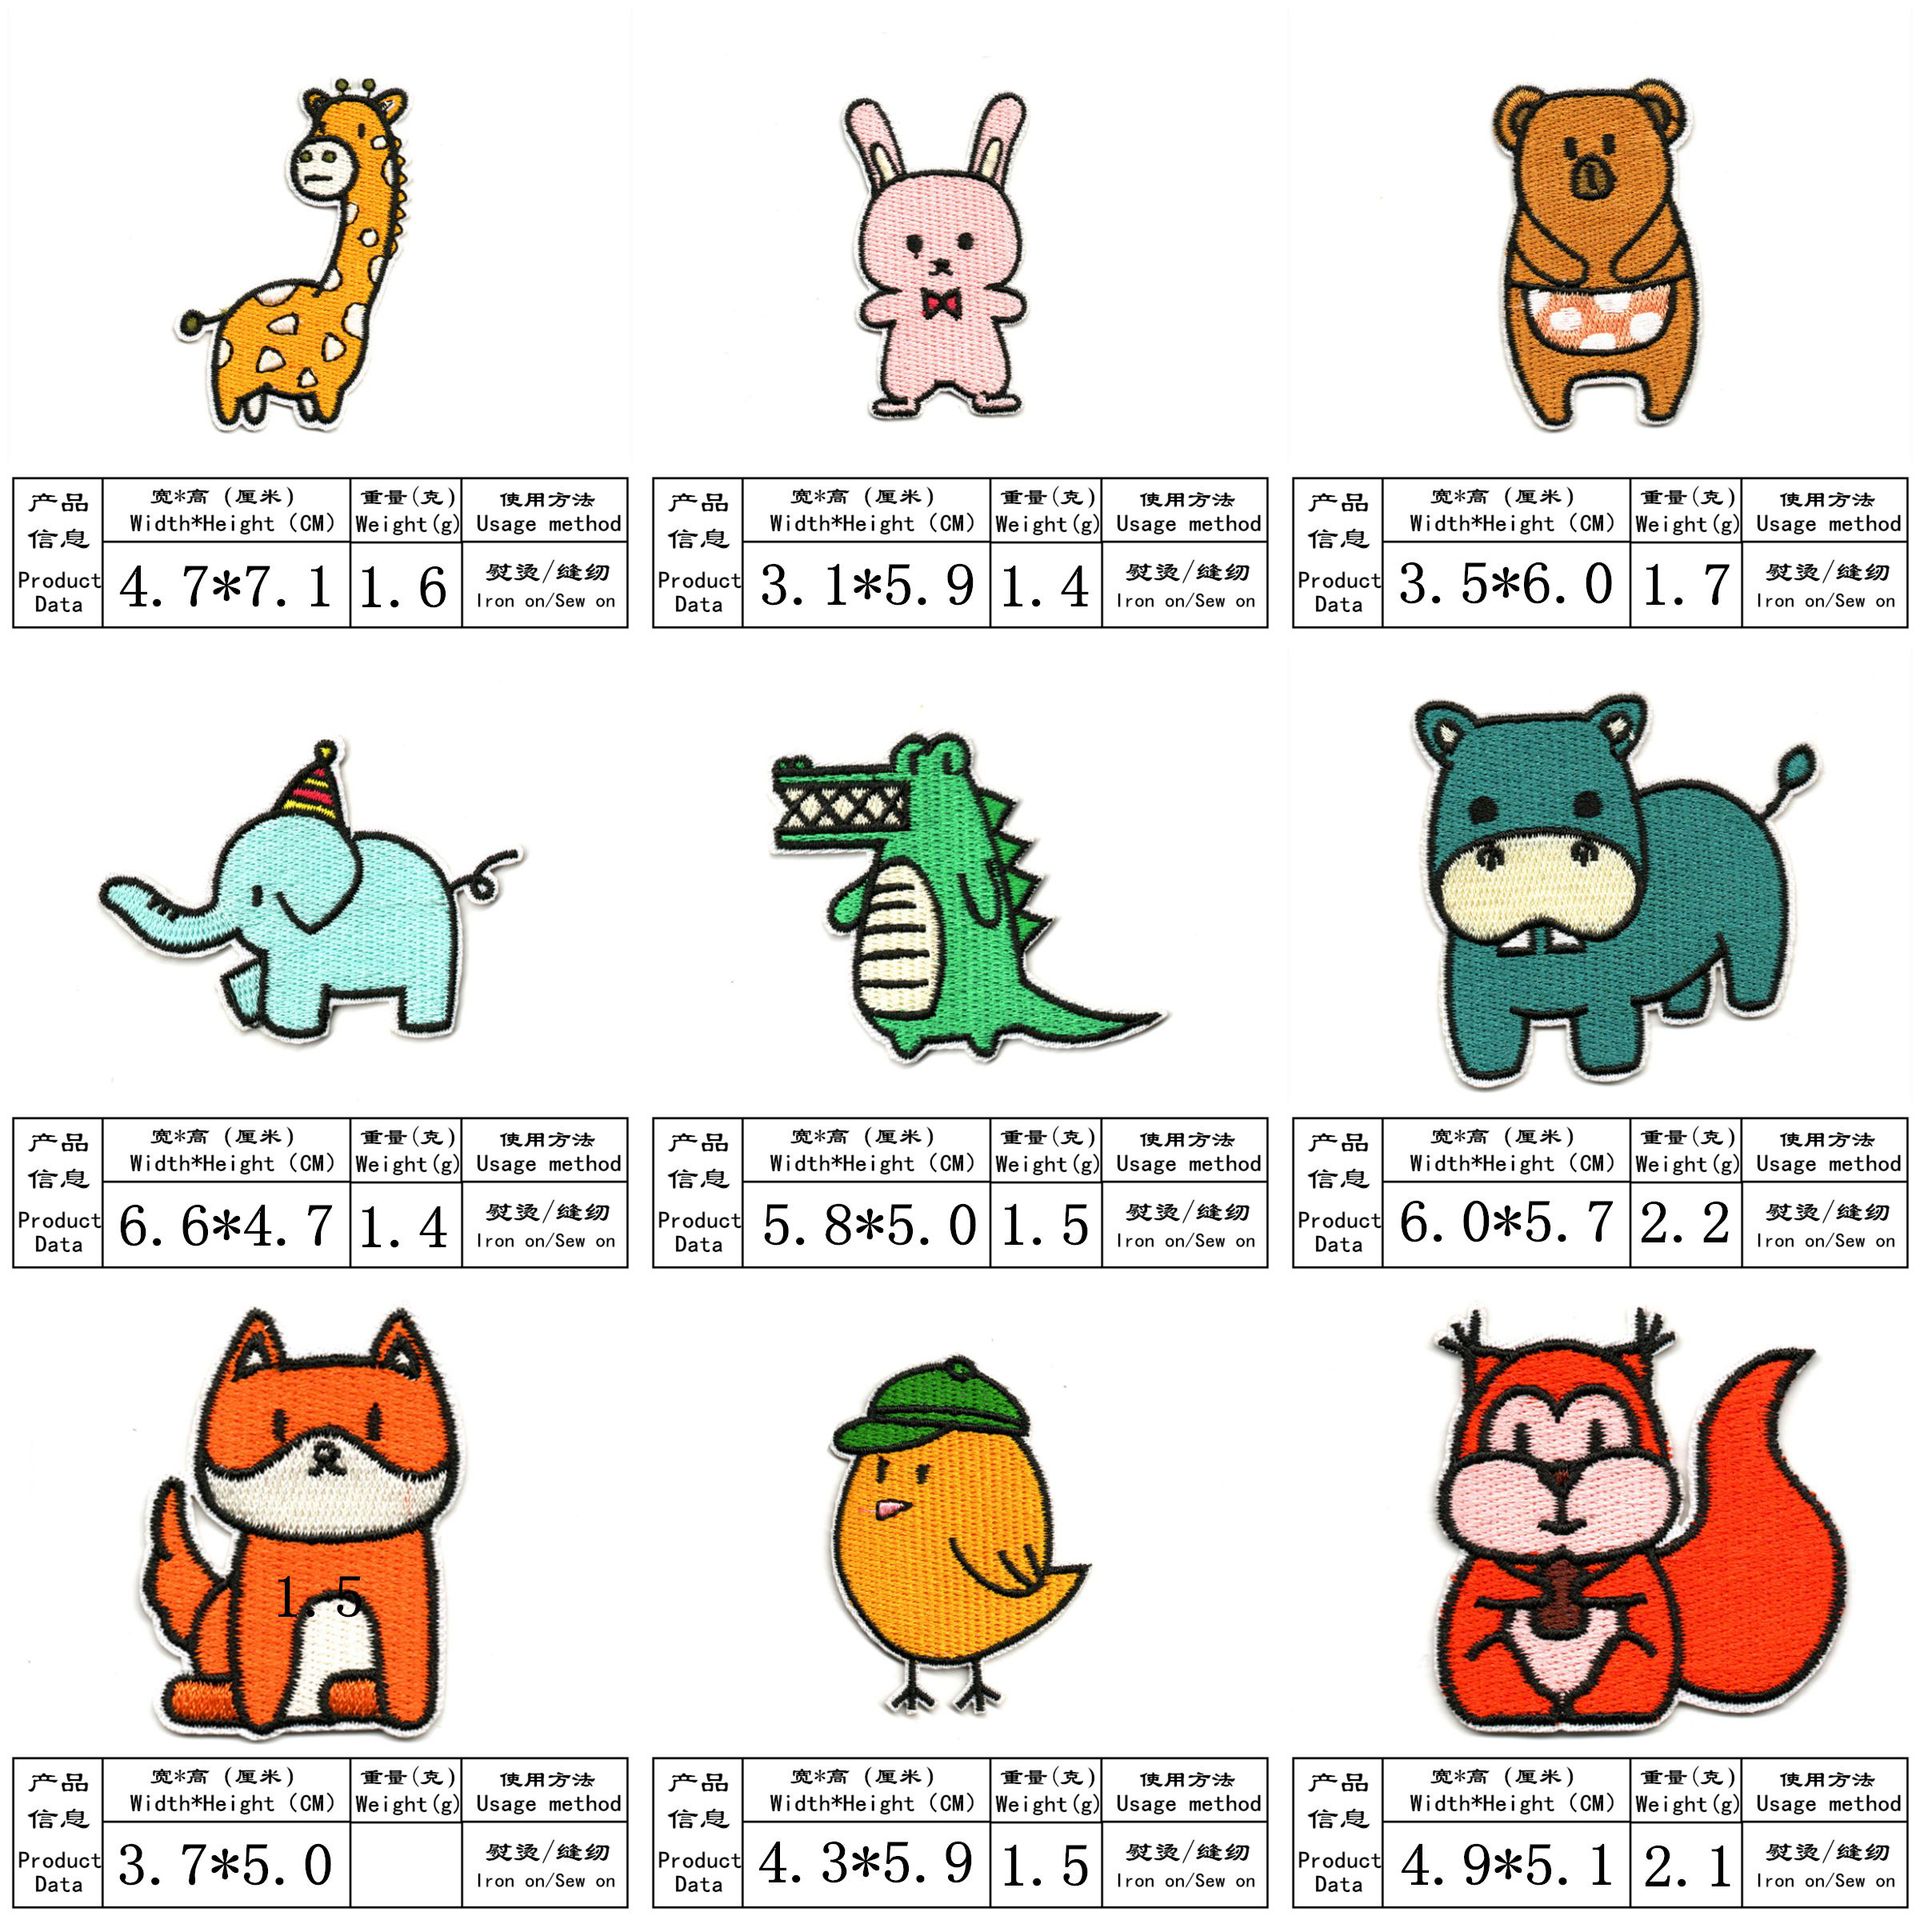 产品信息
Product Data
宽*高 (厘米)
Width*Height (CM)
重量(克)
Weight(g)
使用方法
Usage method
4.7*7.1
1.6
熨烫/缝纫
Iron on/Sew on
产品信息
Product Data
宽*高 (厘米)
Width*Height (CM)
重量(克)
Weight(g)
使用方法
Usage method
3.1*5.9
1.4
熨烫/缝纫
Iron on/Sew on
产品信息
Product Data
宽*高 (厘米)
Width*Height (CM)
重量(克)
Weight(g)
使用方法
Usage method
3.5*6.0
1.7
熨烫/缝纫
Iron on/Sew on
产品信息
Product Data
宽*高 (厘米)
Width*Height (CM)
重量(克)
Weight(g)
使用方法
Usage method
6.6*4.7
1.4
熨烫/缝纫
Iron on/Sew on
产品信息
Product Data
宽*高 (厘米)
Width*Height (CM)
重量(克)
Weight(g)
使用方法
Usage method
5.8*5.0
1.5
熨烫/缝纫
Iron on/Sew on
产品信息
Product Data
宽*高 (厘米)
Width*Height (CM)
重量(克)
Weight(g)
使用方法
Usage method
6.0*5.7
2.2
熨烫/缝纫
Iron on/Sew on
1.5
产品信息
Product Data
宽*高 (厘米)
Width*Height (CM)
重量(克)
Weight(g)
使用方法
Usage method
3.7*5.0
熨烫/缝纫
Iron on/Sew on
产品信息
Product Data
宽*高 (厘米)
Width*Height (CM)
重量(克)
Weight(g)
使用方法
Usage method
4.3*5.9
1.5
熨烫/缝纫
Iron on/Sew on
产品信息
Product Data
宽*高 (厘米)
Width*Height (CM)
重量(克)
Weight(g)
使用方法
Usage method
4.9*5.1
2.1
熨烫/缝纫
Iron on/Sew on